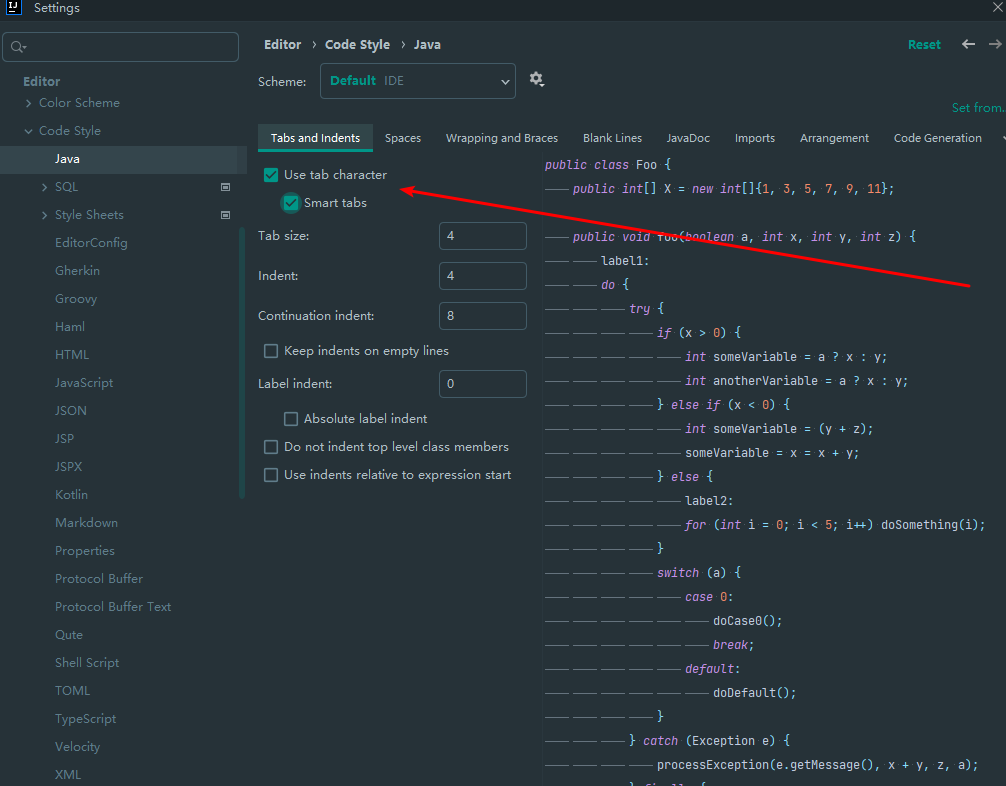 IJ Settings
Editor › Code Style › Java Reset
Scheme: Default IDE
Set from.
Tabs and Indents Spaces Wrapping and Braces Blank Lines JavaDoc Imports Arrangement Code Generation
Editor
Color Scheme
Code Style
Java
SQL
Style Sheets
EditorConfig
Gherkin
Groovy
Haml
HTML
JavaScript
JSON
JSP
JSPX
Kotlin
Markdown
Properties
Protocol Buffer
Protocol Buffer Text
Qute
Shell Script
TOML
TypeScript
Velocity
XML
Use tab character
Smart tabs
Tab size: 4
Indent: 4
Continuation indent: 8
Keep indents on empty lines
Label indent: 0
Absolute label indent
Do not indent top level class members
Use indents relative to expression start
public class Foo {
public int[] X = new int[]{1, 3, 5, 7, 9, 11};
public void foo(boolean a, int x, int y, int z) {
label1:
do {
try {
if (x > 0) {
int someVariable = a ? x : y;
int anotherVariable = a ? x : y;
} else if (x < 0) {
int someVariable = (y + z);
someVariable = x = x + y;
} else {
label2:
for (int i = 0; i < 5; i++) doSomething(i);
}
switch (a) {
case 0:
doCase0();
break;
default:
doDefault();
}
} catch (Exception e) {
processException(e.getMessage(), x + y, z, a);
} finally {